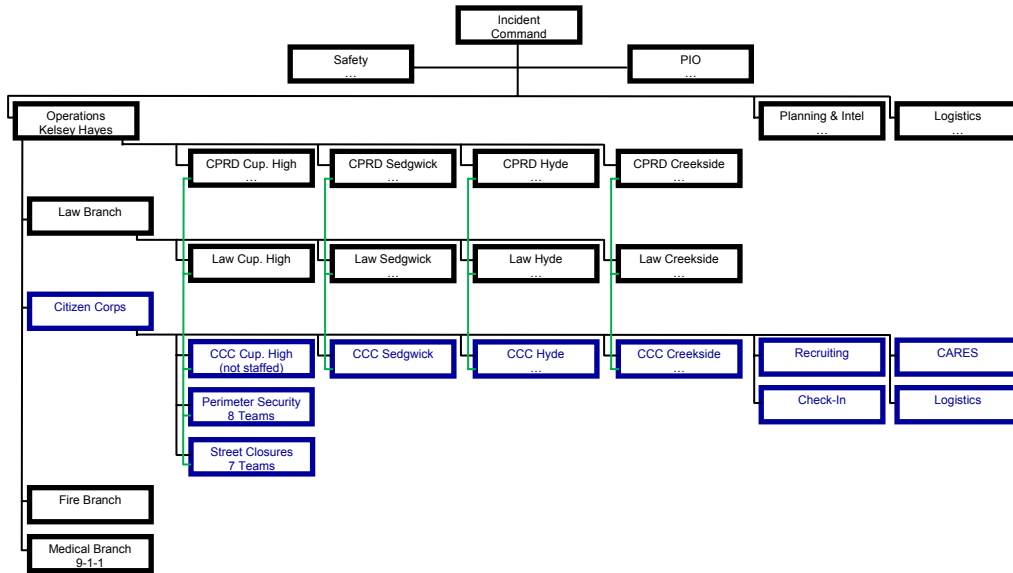 Incident
Command
Safety
...
PIO
...
Operations
Kelsey Hayes
Planning & Intel
...
Logistics
...
CPRD Cup. High
...
CPRD Sedgwick
...
CPRD Hyde
...
CPRD Creekside
...
Law Branch
Law Cup. High
...
Law Sedgwick
...
Law Hyde
...
Law Creekside
...
Citizen Corps
CCC Cup. High
(not staffed)
CCC Sedgwick
...
CCC Hyde
...
CCC Creekside
...
Recruiting
CARES
Perimeter Security
8 Teams
Check-In
Logistics
Street Closures
7 Teams
Fire Branch
Medical Branch
9-1-1